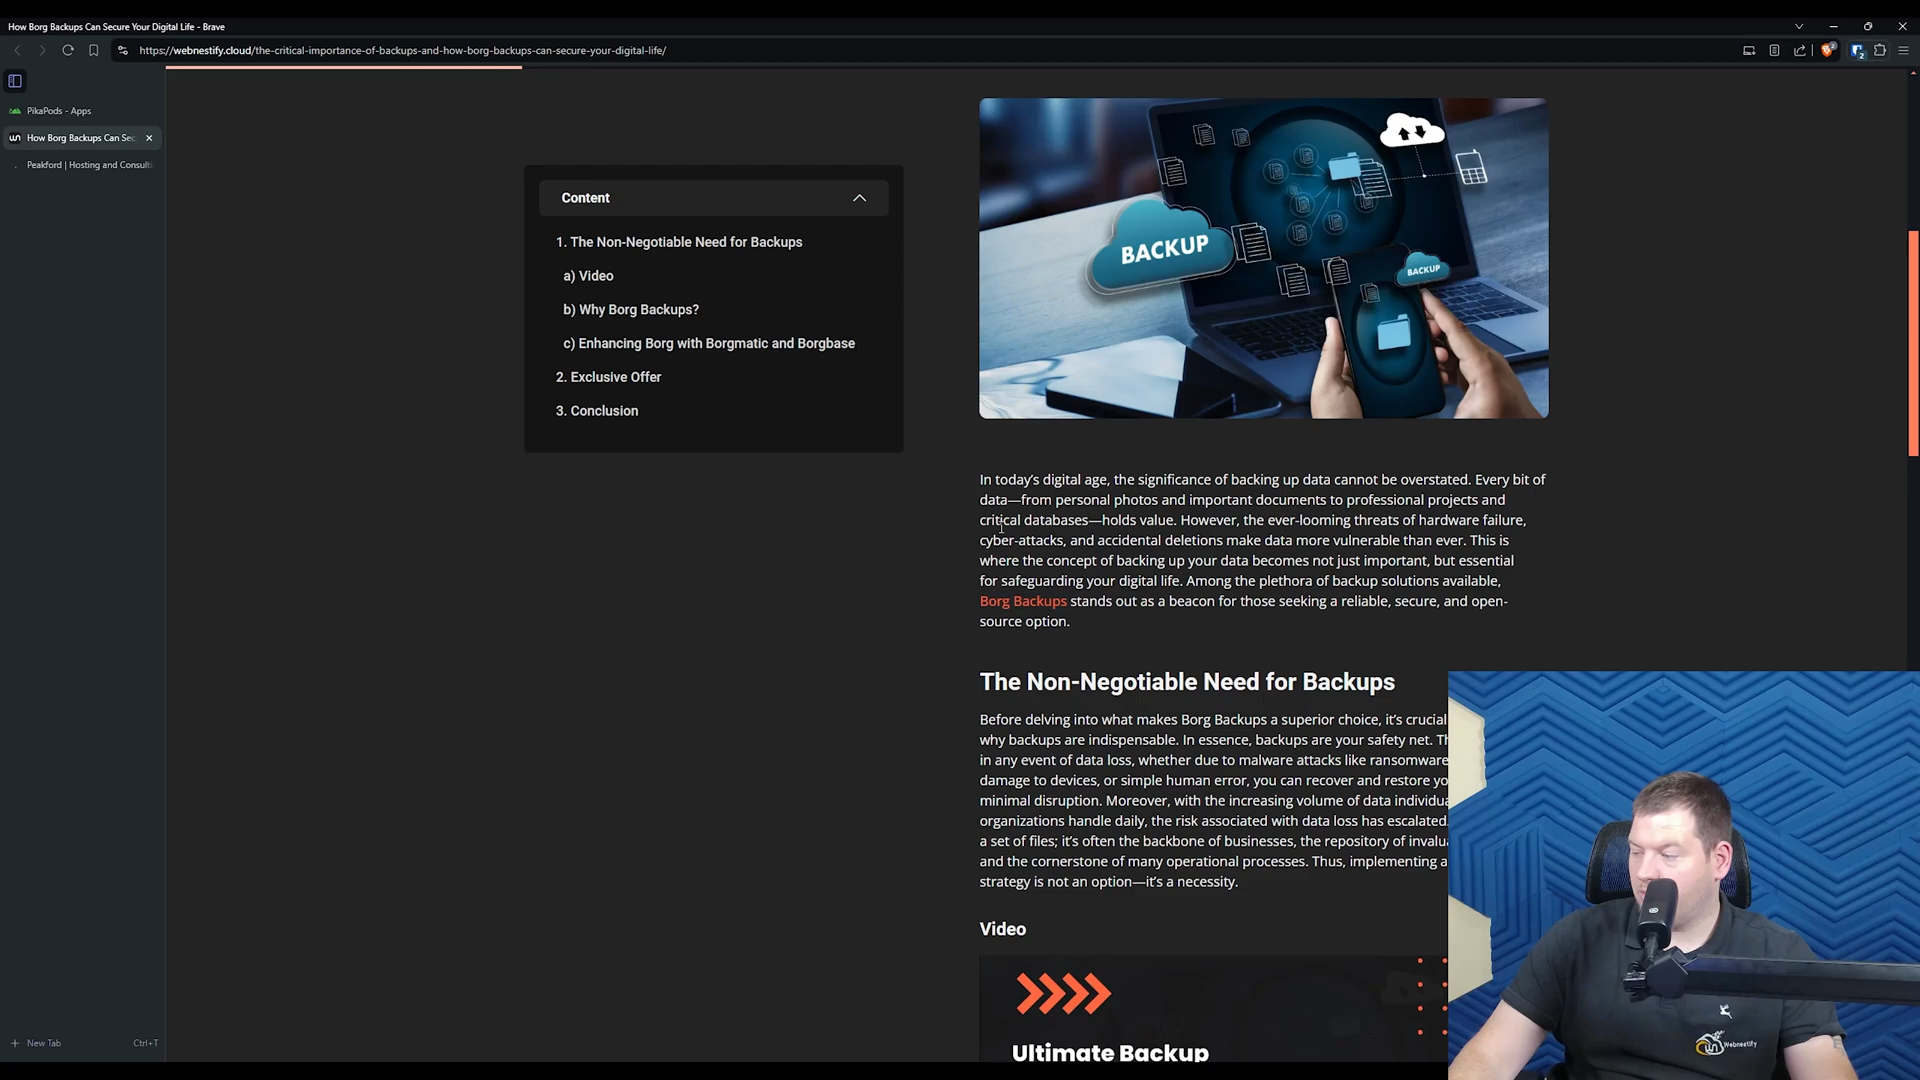 How Borg Backups Can Secure Your Digital Life - Brave
https://webnestify.cloud/the-critical-importance-of-backups-and-how-borg-backups-can-secure-your-digital-life/
2
2
PikaPods - Apps
How Borg Backups Can Sec
Peakford | Hosting and Consulti
New Tab
Ctrl+T
Content
1. The Non-Negotiable Need for Backups
a) Video
b) Why Borg Backups?
c) Enhancing Borg with Borgmatic and Borgbase
2. Exclusive Offer
3. Conclusion
BACKUP
BACKUP
In today's digital age, the significance of backing up data cannot be overstated. Every bit of
data—from personal photos and important documents to professional projects and
critical databases—holds value. However, the ever-looming threats of hardware failure,
cyber-attacks, and accidental deletions make data more vulnerable than ever. This is
where the concept of backing up your data becomes not just important, but essential
for safeguarding your digital life. Among the plethora of backup solutions available,
Borg Backups stands out as a beacon for those seeking a reliable, secure, and open-
source option.
The Non-Negotiable Need for Backups
Before delving into what makes Borg Backups a superior choice, it's crucial
why backups are indispensable. In essence, backups are your safety net. Th
in any event of data loss, whether due to malware attacks like ransomware
damage to devices, or simple human error, you can recover and restore yo
minimal disruption. Moreover, with the increasing volume of data individua
organizations handle daily, the risk associated with data loss has escalated.
a set of files; it's often the backbone of businesses, the repository of invalua
and the cornerstone of many operational processes. Thus, implementing a
strategy is not an option—it's a necessity.
Video
Ultimate Backup
Webnestify